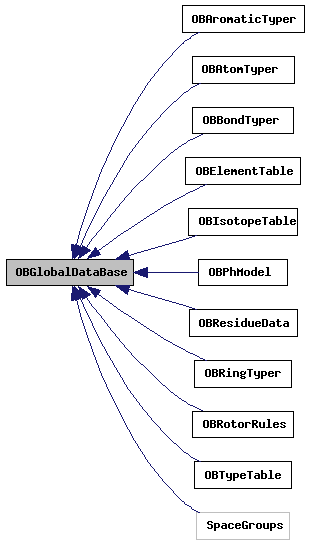 OBAromaticTyper
OBAtomTyper
OBBondTyper
OBElementTable
OBIsotopeTable
OBGlobalDataBase
OBPhModel
OBResidueData
OBRingTyper
OBRotorRules
OBTypeTable
SpaceGroups